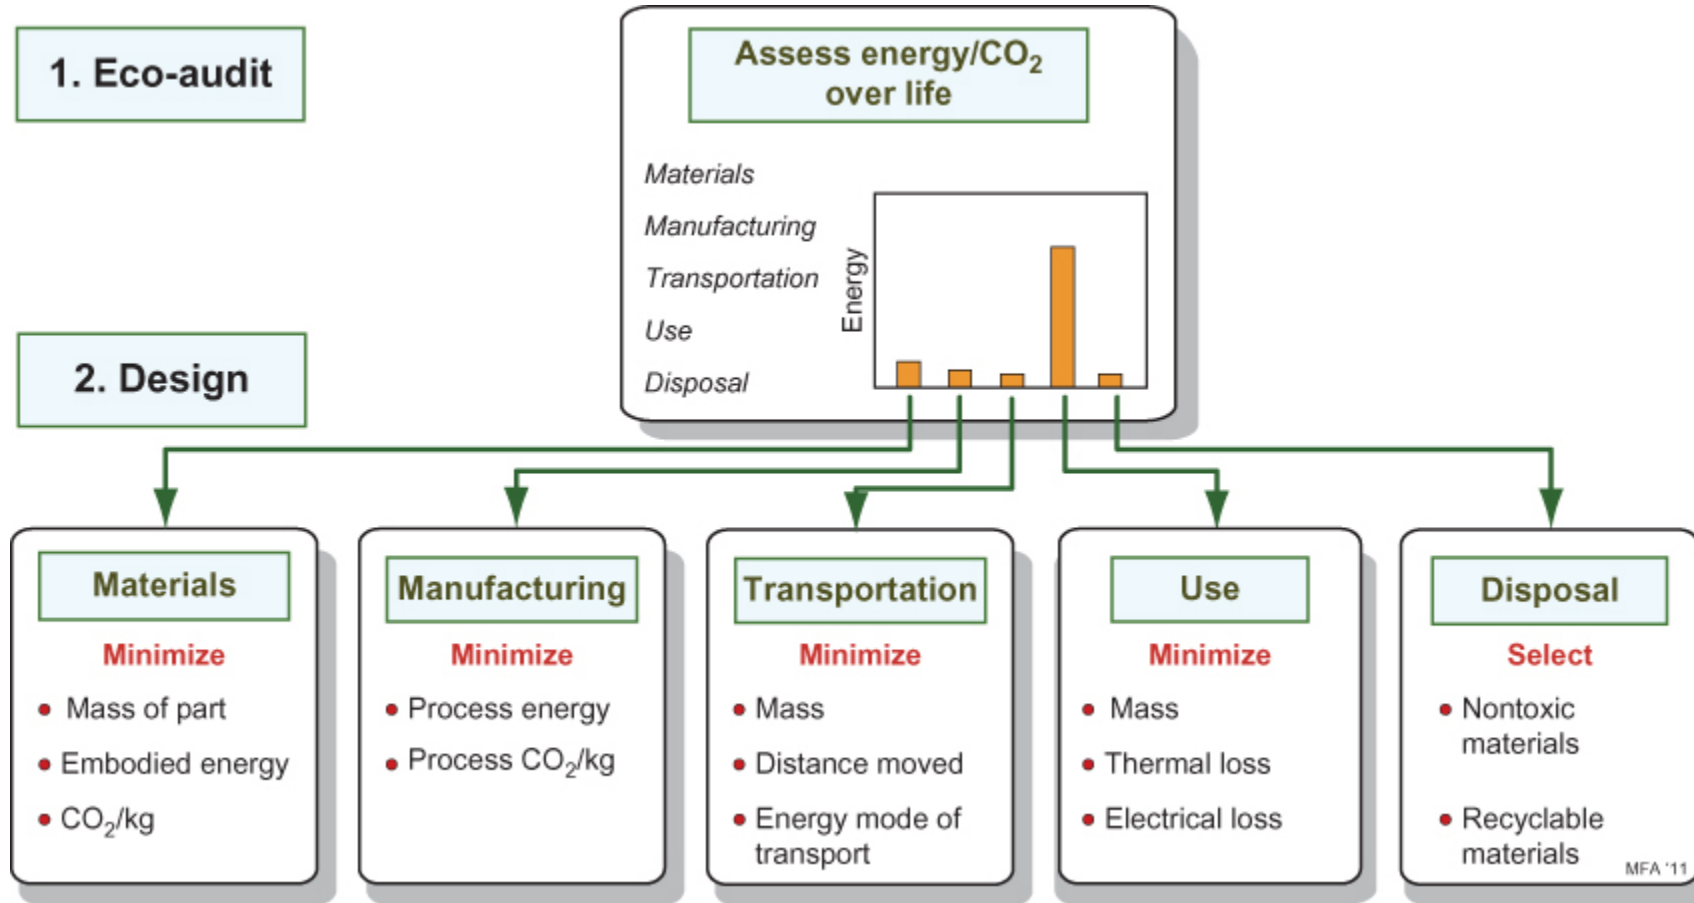 1. Eco-audit
Assess energy/CO₂
over life
Materials
Manufacturing
Transportation
Use
Disposal
Energy
2. Design
Materials
Minimize
• Mass of part
• Embodied energy
• CO₂/kg
Manufacturing
Minimize
• Process energy
• Process CO₂/kg
Transportation
Minimize
• Mass
• Distance moved
• Energy mode of
transport
Use
Minimize
• Mass
• Thermal loss
• Electrical loss
Disposal
Select
• Nontoxic
materials
• Recyclable
materials
MFA '11